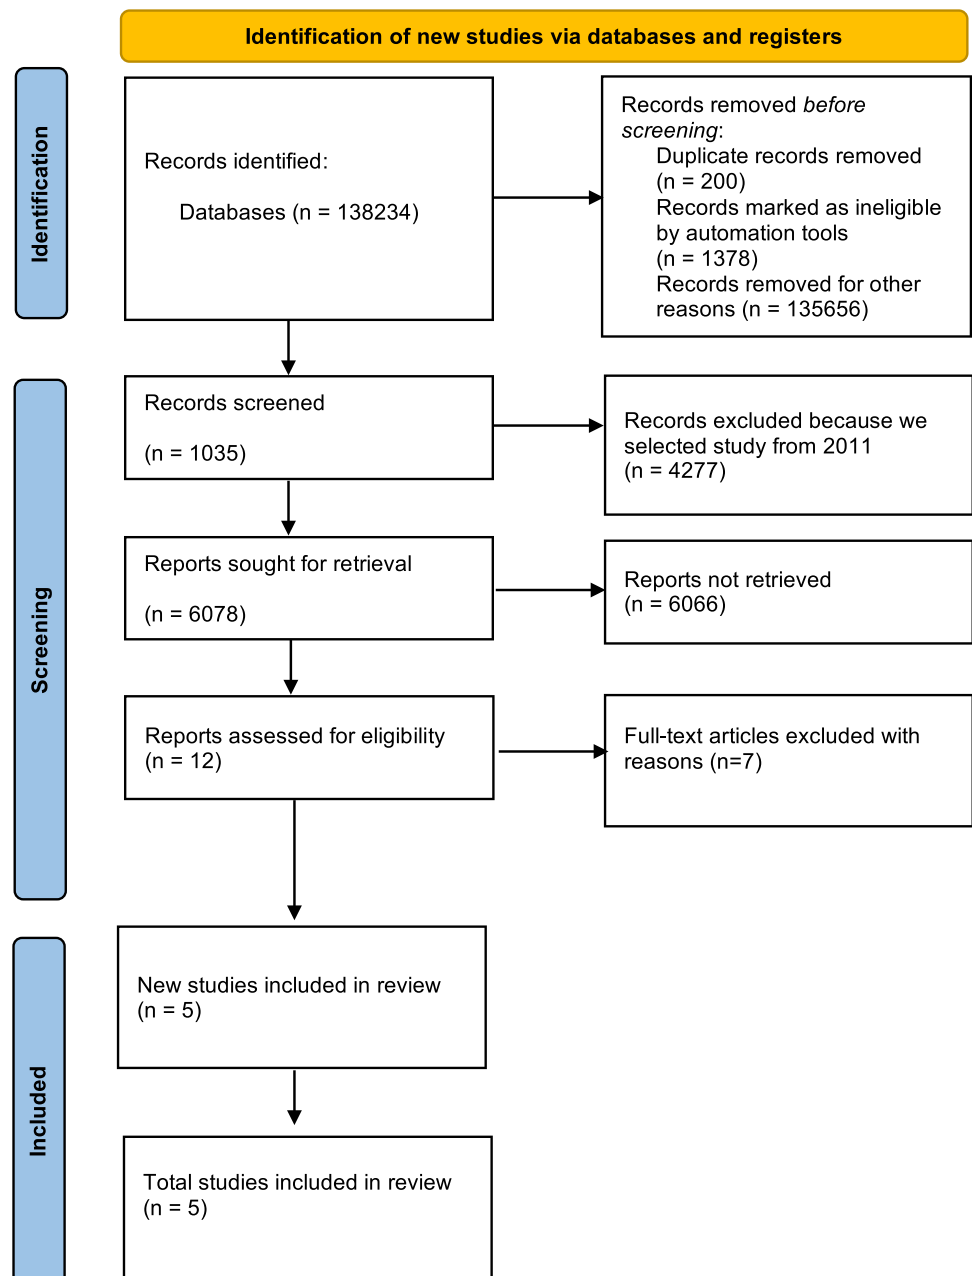 Identification of new studies via databases and registers
Identification
Records identified:
Databases (n = 138234)
Records removed before
screening:
Duplicate records removed
(n = 200)
Records marked as ineligible
by automation tools
(n = 1378)
Records removed for other
reasons (n = 135656)
Screening
Records screened
(n = 1035)
Records excluded because we
selected study from 2011
(n = 4277)
Reports sought for retrieval
(n = 6078)
Reports not retrieved
(n = 6066)
Reports assessed for eligibility
(n = 12)
Full-text articles excluded with
reasons (n=7)
Included
New studies included in review
(n = 5)
Total studies included in review
(n = 5)